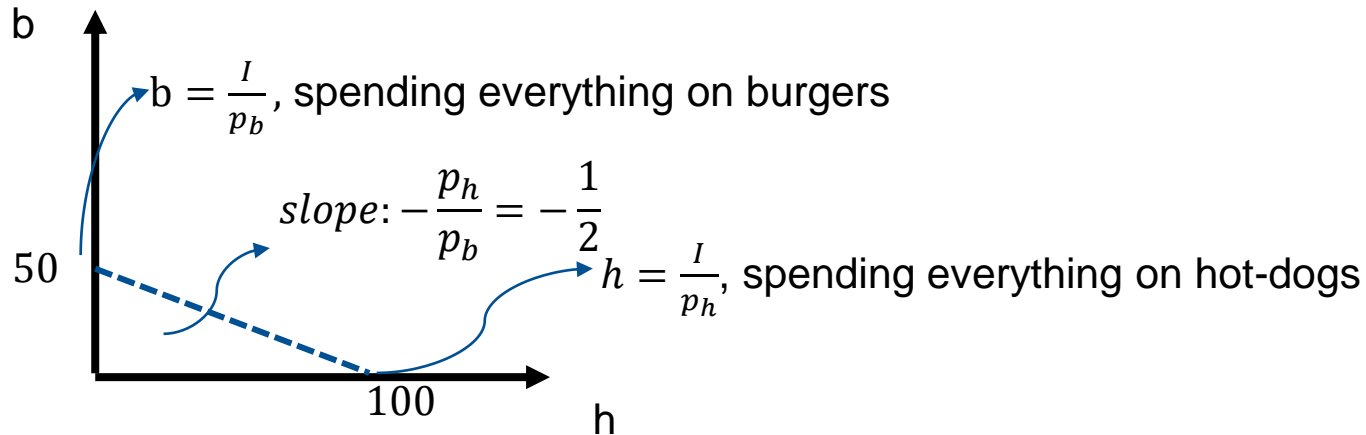 b
b = I/p_b, spending everything on burgers
slope: − p_h/p_b = − 1/2
50
h = I/p_h, spending everything on hot-dogs
100
h